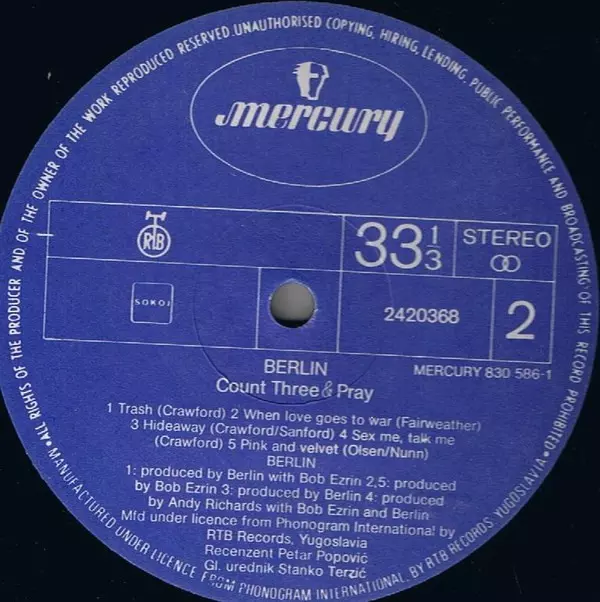 • ALL RIGHTS OF THE PRODUCER AND OF THE OWNER OF THE WORK REPRODUCED RESERVED. UNAUTHORISED COPYING, HIRING, LENDING, PUBLIC PERFORMANCE AND BROADCASTING OF THIS RECORD PROHIBITED •
mercury
RTB
33 1/3
STEREO
SOKOJ
2420368
2
BERLIN
MERCURY 830 586-1
Count Three & Pray
1 Trash (Crawford) 2 When love goes to war (Fairweather)
3 Hideaway (Crawford/Sanford) 4 Sex me, talk me
(Crawford) 5 Pink and velvet (Olsen/Nunn)
BERLIN
1: produced by Berlin with Bob Ezrin 2,5: produced
by Bob Ezrin 3: produced by Berlin 4: produced
by Andy Richards with Bob Ezrin and Berlin
Mfd under licence from Phonogram International by
RTB Records, Yugoslavia
Recenzent Petar Popović
Gl. urednik Stanko Terzić
MANUFACTURED UNDER LICENCE FROM PHONOGRAM INTERNATIONAL, BY RTB RECORDS YUGOSLAVIA •